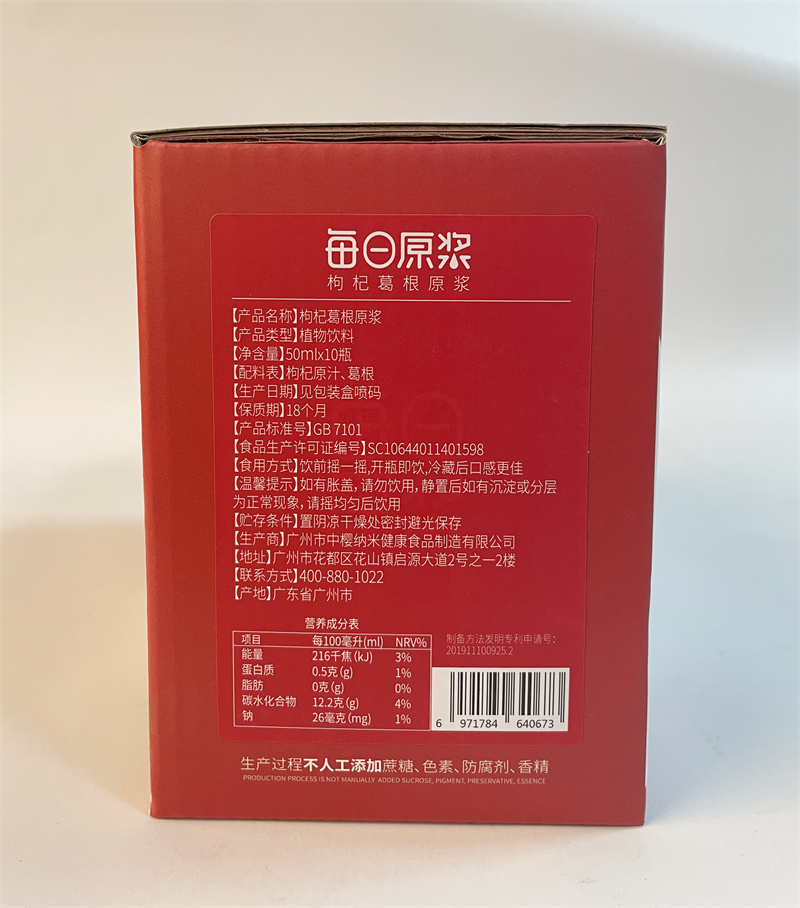 每日原浆
枸杞葛根原浆
【产品名称】枸杞葛根原浆
【产品类型】植物饮料
【净含量】50mlx10瓶
【配料表】枸杞原汁、葛根
【生产日期】见包装盒喷码
【保质期】18个月
【产品标准号】GB 7101
【食品生产许可证编号】SC10644011401598
【食用方式】饮前摇一摇,开瓶即饮,冷藏后口感更佳
【温馨提示】如有胀盖,请勿饮用,静置后如有沉淀或分层
为正常现象,请摇均匀后饮用
【贮存条件】置阴凉干燥处密封避光保存
【生产商】广州市中樱纳米健康食品制造有限公司
【地址】广州市花都区花山镇启源大道2号之一2楼
【联系方式】400-880-1022
【产地】广东省广州市
营养成分表
项目 每100毫升(ml) NRV%
能量 216千焦(kJ) 3%
蛋白质 0.5克(g) 1%
脂肪 0克(g) 0%
碳水化合物 12.2克(g) 4%
钠 26毫克(mg) 1%
制备方法发明专利申请号:
201911100925.2
6 971784 640673
生产过程不人工添加蔗糖、色素、防腐剂、香精
PRODUCTION PROCESS IS NOT MANUALLY ADDED SUCROSE, PIGMENT, PRESERVATIVE, ESSENCE